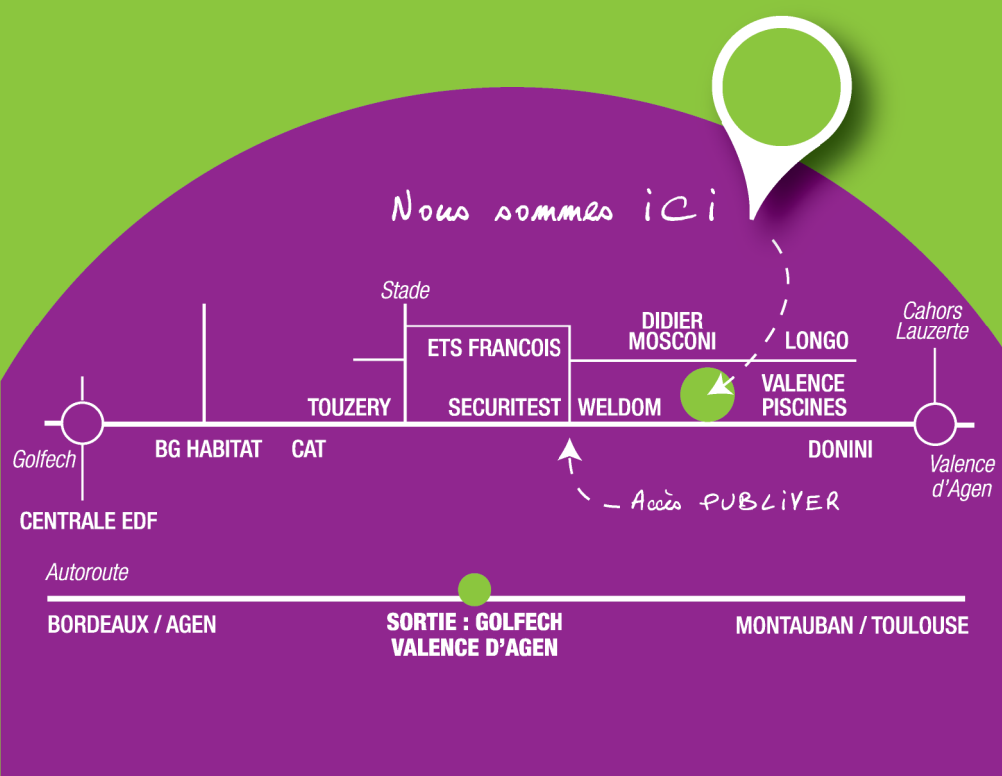 Nous sommes ici
Stade
Cahors
Lauzerte
DIDIER
MOSCONI
LONGO
ETS FRANCOIS
VALENCE
PISCINES
TOUZERY
SECURITEST
WELDOM
BG HABITAT
CAT
DONINI
Golfech
Valence
d'Agen
Accès PUBLIVER
CENTRALE EDF
Autoroute
BORDEAUX / AGEN
SORTIE : GOLFECH
VALENCE D'AGEN
MONTAUBAN / TOULOUSE